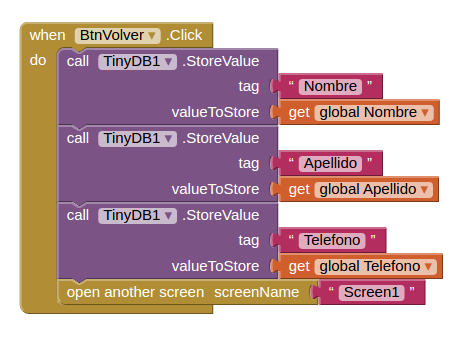 when BtnVolver .Click
do call TinyDB1 .StoreValue
tag " Nombre "
valueToStore get global Nombre
call TinyDB1 .StoreValue
tag " Apellido "
valueToStore get global Apellido
call TinyDB1 .StoreValue
tag " Telefono "
valueToStore get global Telefono
open another screen screenName " Screen1 "